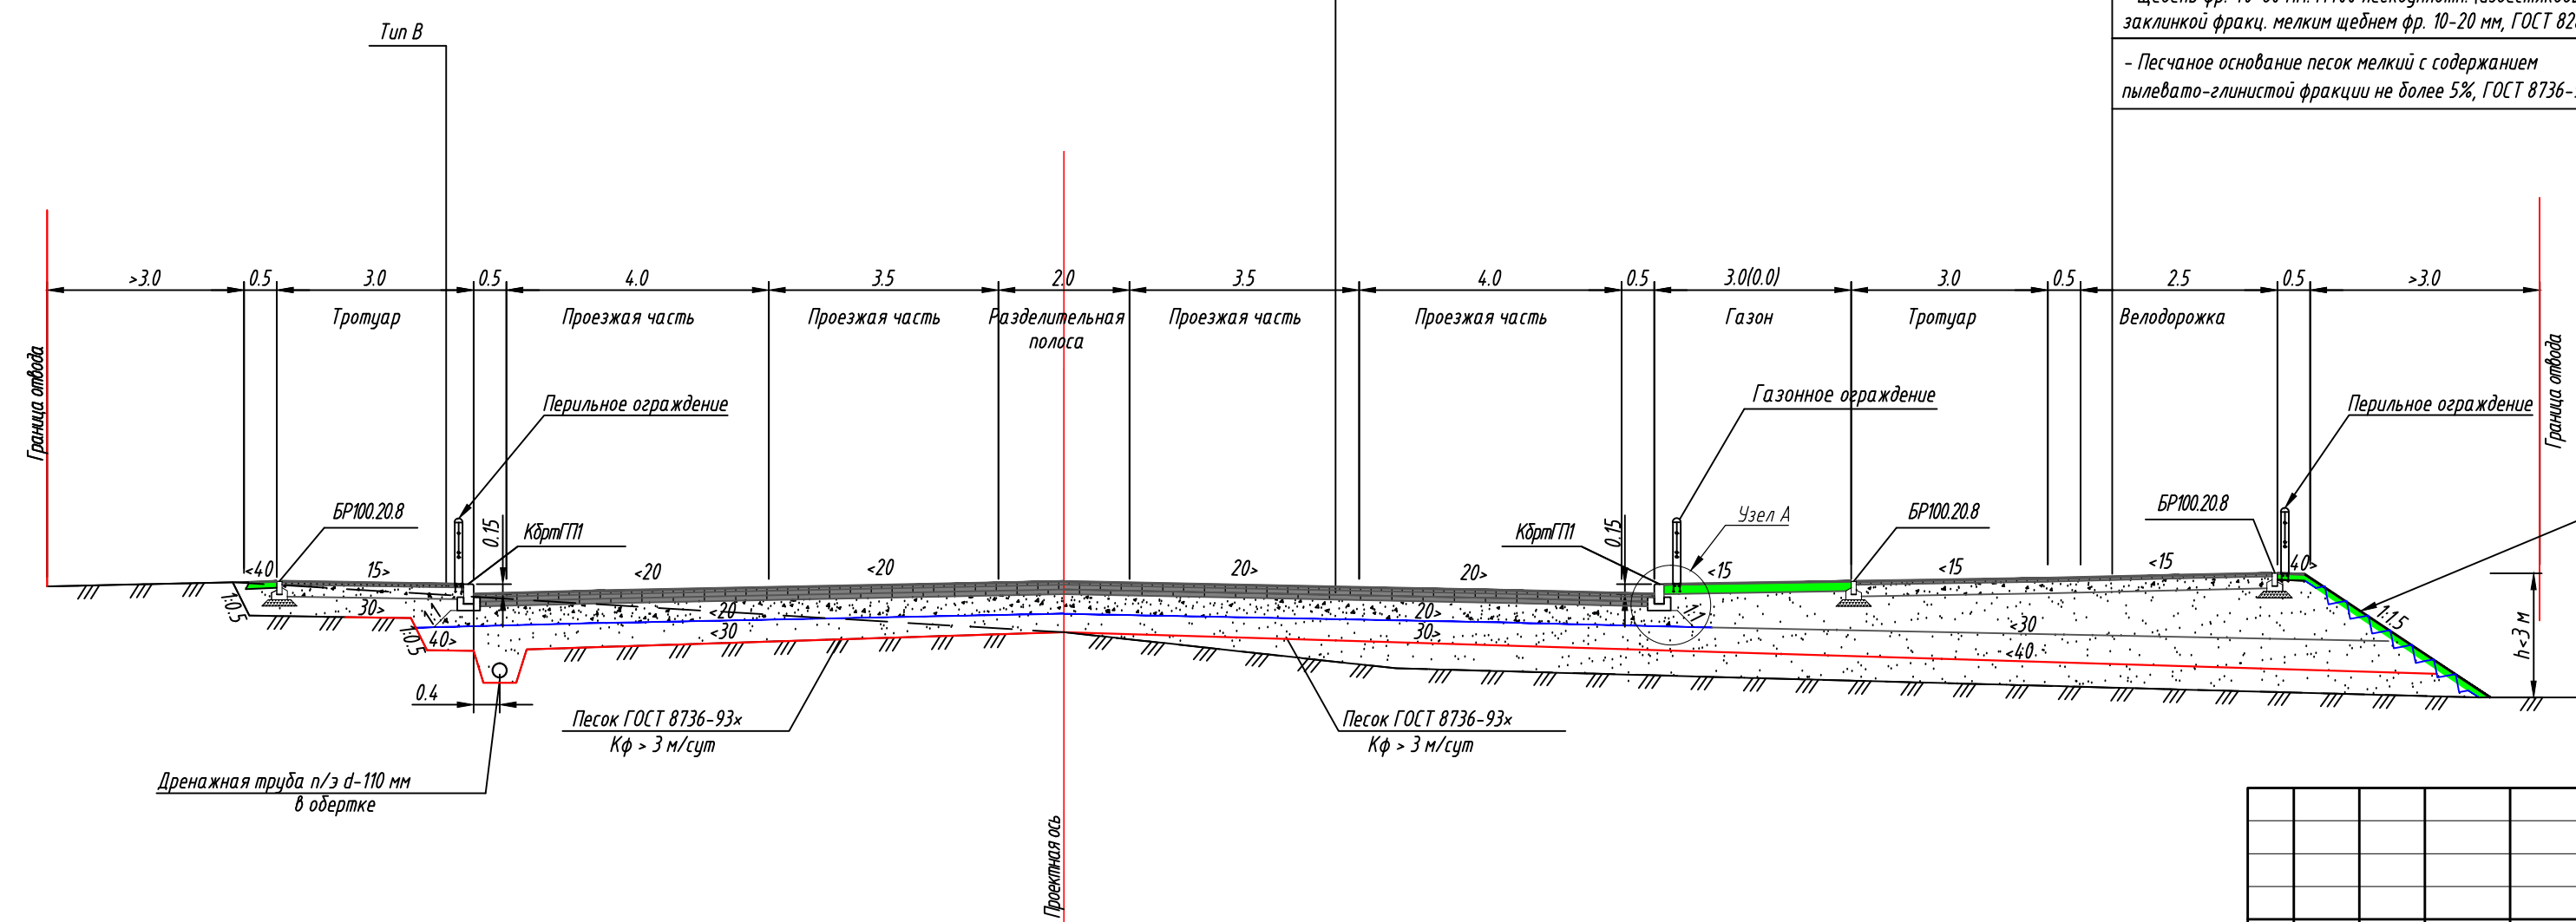 заклинкой фракц. мелким щебнем фр. 10-20 мм, ГОСТ
- Песчаное основание песок мелкий с содержанием
пылевато-глинистой фракции не более 5%, ГОСТ 8736-
Тип В
>3.0 0.5 3.0 0.5 4.0 3.5 2.0 3.5 4.0 0.5 3.0(0.0) 3.0 0.5 2.5 0.5 >3.0
Тротуар Проезжая часть Проезжая часть Разделительная Проезжая часть Проезжая часть Газон Тротуар Велодорожка
полоса
Граница отвода
Граница отвода
Перильное ограждение
Газонное ограждение
Перильное ограждение
БР100.20.8
КбртГП1
0.15
КбртГП1
0.15
Узел А
БР100.20.8
БР100.20.8
<40 15> <20 <20 20> 20> <15 <15 <15 40>
1:0.5 30> 1:0.5 40> <20 <30 20> 30> 1:1 <30 <40 1:1.5
h<3 м
0.4
Песок ГОСТ 8736-93х
Кф > 3 м/сут
Песок ГОСТ 8736-93х
Кф > 3 м/сут
Дренажная труба п/э d-110 мм
в обертке
Проектная ось